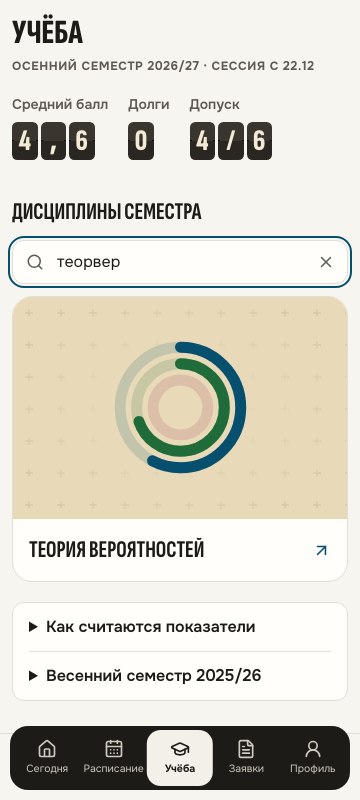 УЧЁБА
ОСЕННИЙ СЕМЕСТР 2026/27 · СЕССИЯ С 22.12
Средний балл Долги Допуск
4,6 0 4/6
ДИСЦИПЛИНЫ СЕМЕСТРА
теорвер
ТЕОРИЯ ВЕРОЯТНОСТЕЙ
Как считаются показатели
Весенний семестр 2025/26
Сегодня Расписание Учёба Заявки Профиль